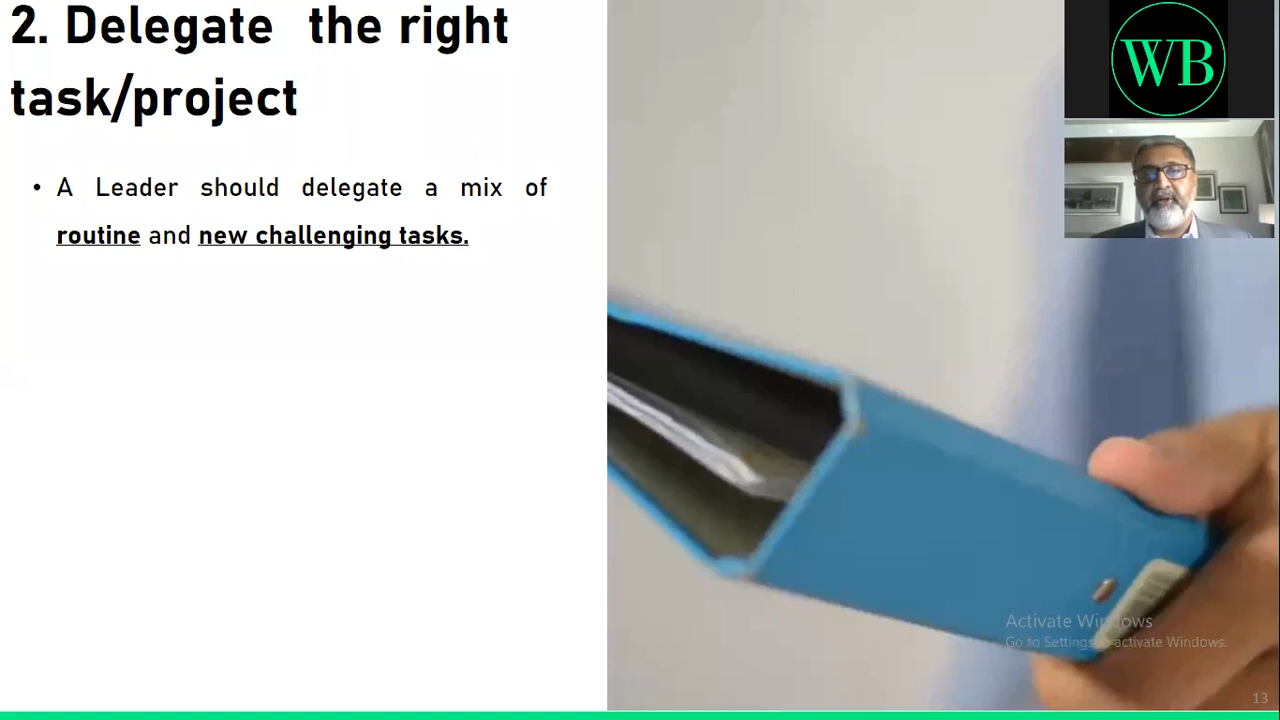 2. Delegate the right
task/project
• A Leader should delegate a mix of
routine and new challenging tasks.
WB
Activate Windows
Go to Settings to activate Windows.
13